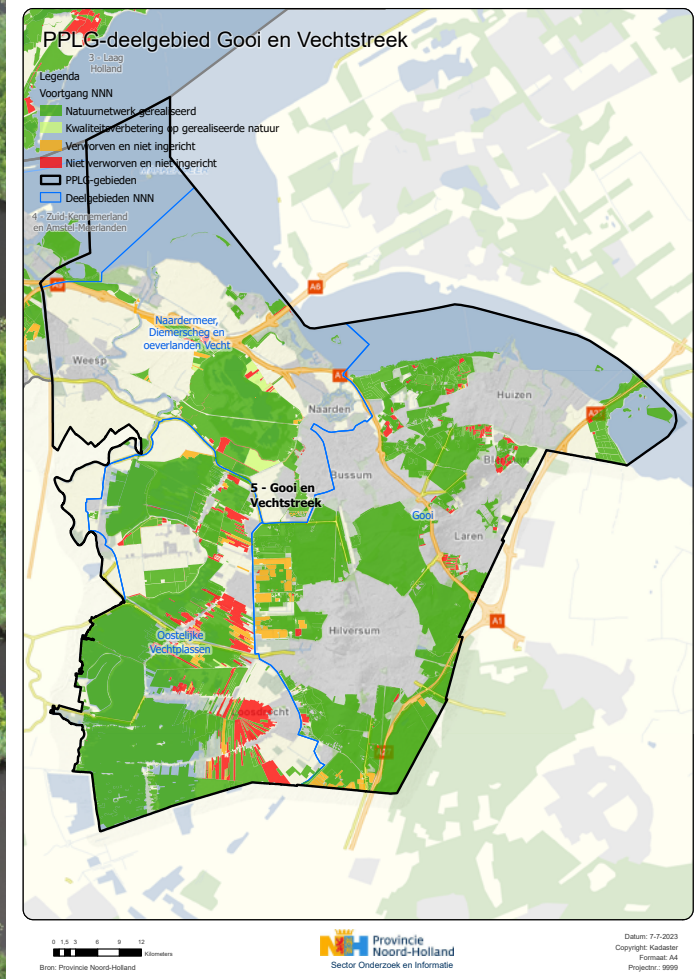 PPLG-deelgebied Gooi en Vechtstreek
3 - Laag
Holland
Legenda
Voortgang NNN
Natuurnetwerk gerealiseerd
Kwaliteitsverbetering op gerealiseerde natuur
Verworven en niet ingericht
Niet verworven en niet ingericht
PPLG-gebieden
Deelgebieden NNN
4 - Zuid-Kennemerland
en Amstel-Meerlanden
A6
Naardermeer,
Diemerscheg en
oeverlanden Vecht
Weesp
Naarden
Huizen
Bussum
5 - Gooi en
Vechtstreek
Gooi
Laren
A1
Hilversum
Oostelijke
Vechtplassen
Loosdrecht
A27
0 1,5 3 6 9 12
Kilometers
Bron: Provincie Noord-Holland
Provincie
Noord-Holland
Sector Onderzoek en Informatie
Datum: 7-7-2023
Copyright: Kadaster
Formaat: A4
Projectnr.: 9999